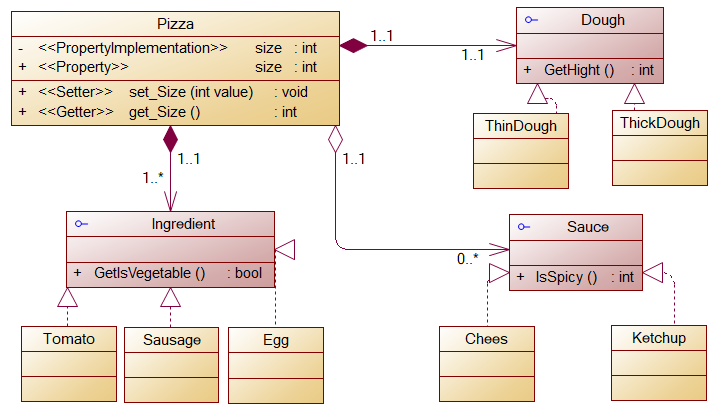 Pizza
- <<PropertyImplementation>> size : int
+ <<Property>> size : int
+ <<Setter>> set_Size (int value) : void
+ <<Getter>> get_Size () : int
1..1
1..1
Dough
+ GetHight () : int
ThinDough
ThickDough
1..1
1..*
1..1
0..*
Ingredient
+ GetIsVegetable () : bool
Sauce
+ IsSpicy () : int
Tomato
Sausage
Egg
Chees
Ketchup